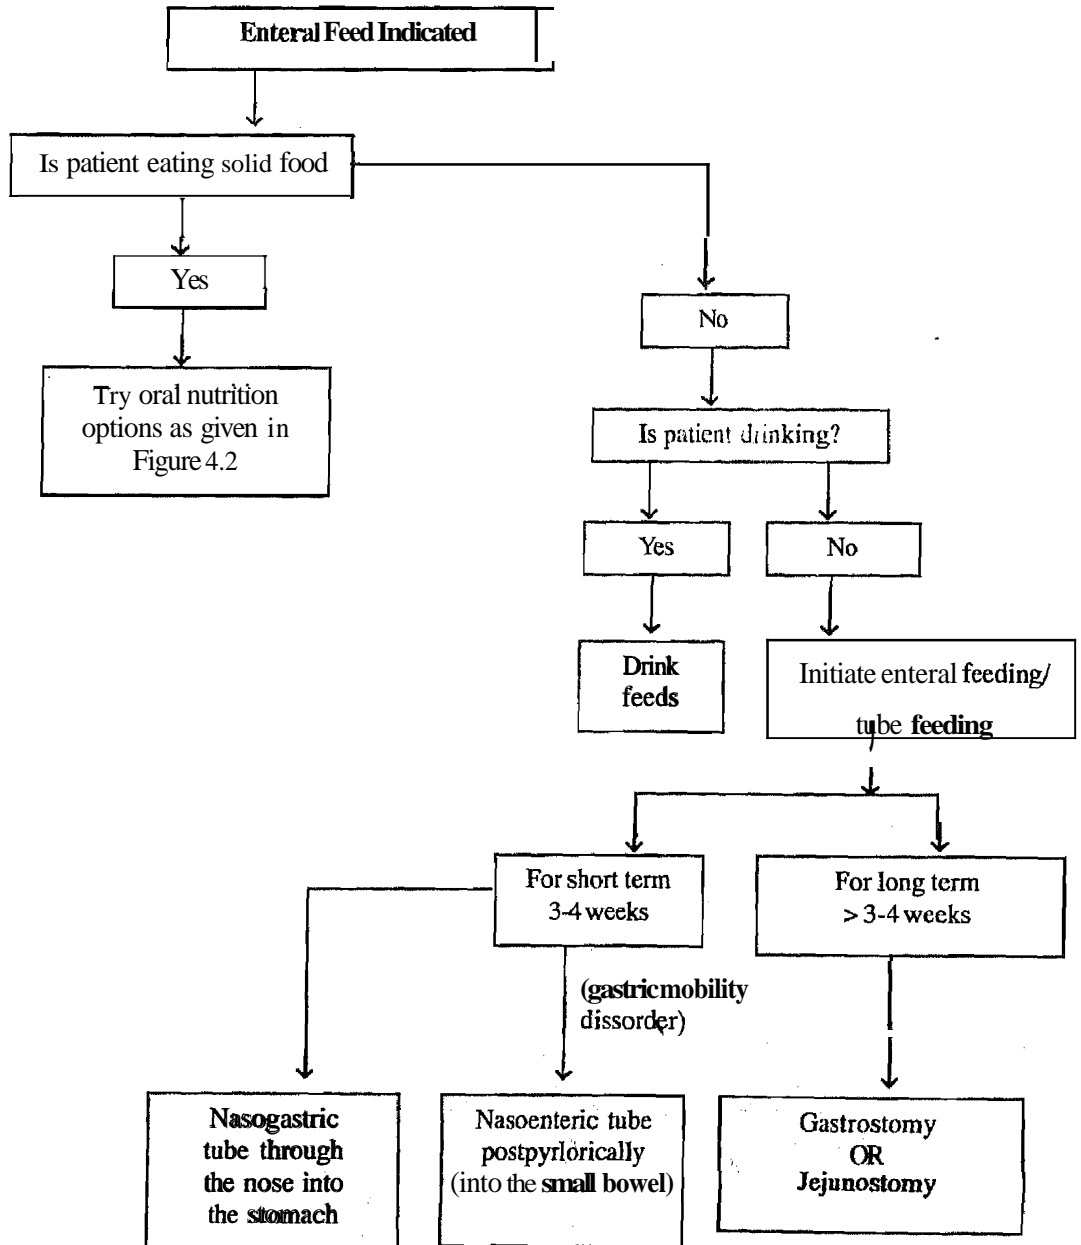 Enteral Feed Indicated
Is patient eating solid food
Yes
Try oral nutrition
options as given in
Figure 4.2
No
Is patient drinking?
Yes
No
Drink
feeds
Initiate enteral feeding/
tube feeding
For short term
3-4 weeks
For long term
> 3-4 weeks
(gastric mobility
dissorder)
Nasogastric
tube through
the nose into
the stomach
Nasoenteric tube
postpyrlorically
(into the small bowel)
Gastrostomy
OR
Jejunostomy